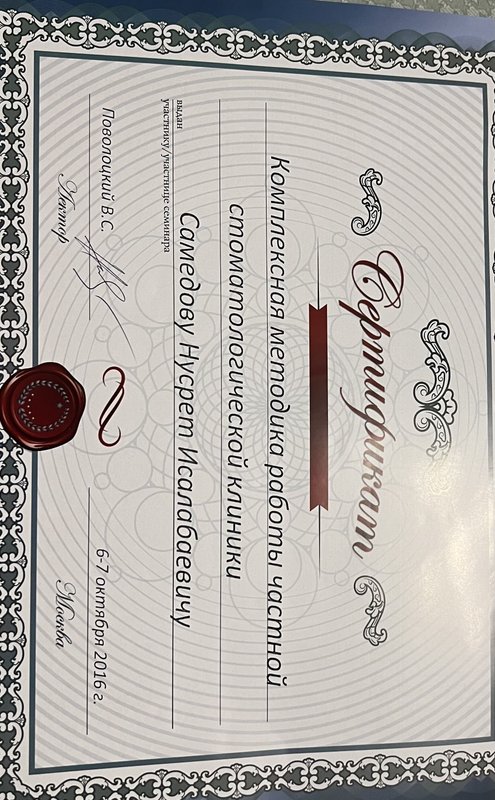 Сертификат
Комплексная методика работы частной
стоматологической клиники
Самедову Нусрет Исалабаевичу
выдан
участнику/участнице семинара
Поволоцкий В.С.
Лектор
6-7 октября 2016 г.
Москва